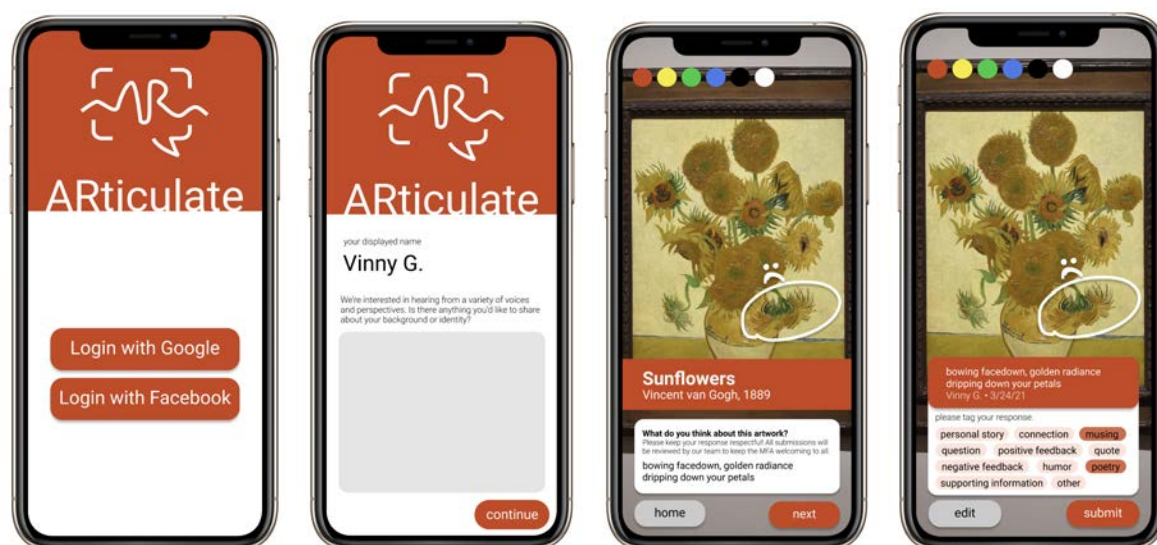 AR
ARticulate
Login with Google
Login with Facebook
AR
ARticulate
your displayed name
Vinny G.
We're interested in hearing from a variety of voices
and perspectives. Is there anything you'd like to share
about your background or identity?
continue
Sunflowers
Vincent van Gogh, 1889
What do you think about this artwork?
Please keep your response respectful! All submissions will
be reviewed by our team to keep the MFA welcoming to all.
bowing facedown, golden radiance
dripping down your petals
home
next
bowing facedown, golden radiance
dripping down your petals
Vinny G. • 3/24/21
please tag your response.
personal story connection musing
question positive feedback quote
negative feedback humor poetry
supporting information other
edit
submit